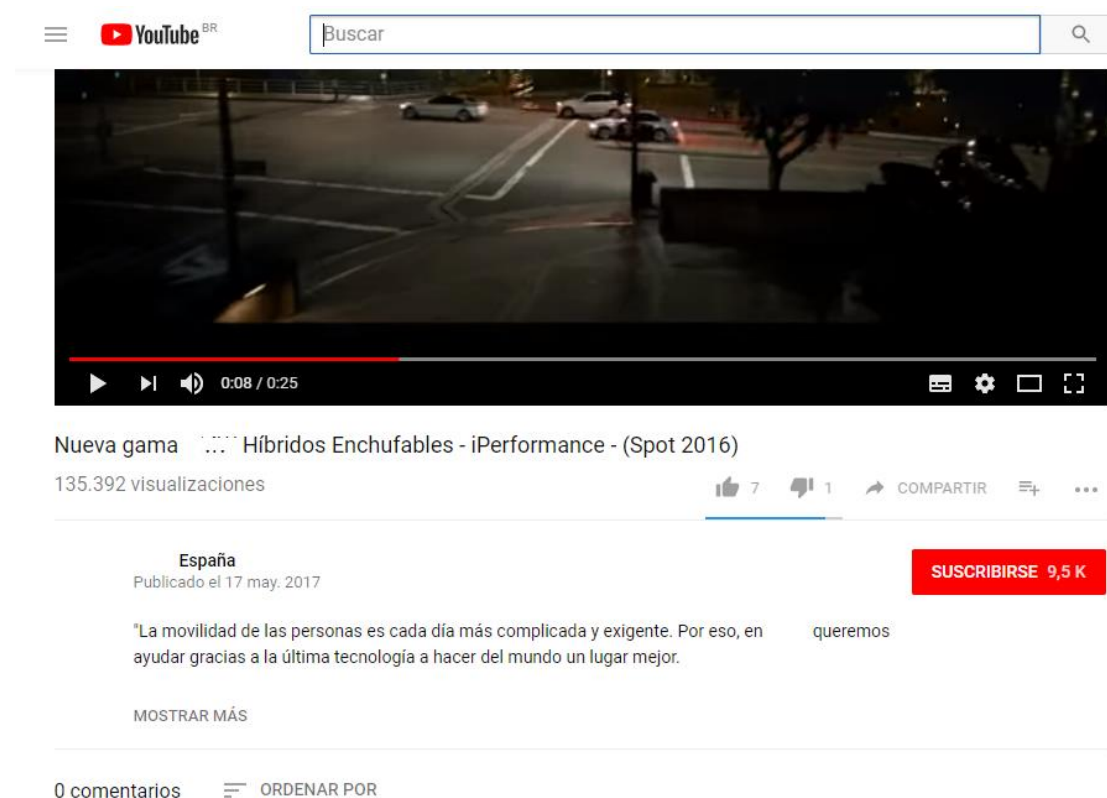 YouTube BR
Buscar
0:08 / 0:25
Nueva gama Híbridos Enchufables - iPerformance - (Spot 2016)
135.392 visualizaciones
7 1 COMPARTIR
España
Publicado el 17 may. 2017
SUSCRIBIRSE 9,5 K
"La movilidad de las personas es cada día más complicada y exigente. Por eso, en queremos
ayudar gracias a la última tecnología a hacer del mundo un lugar mejor.
MOSTRAR MÁS
0 comentarios ORDENAR POR